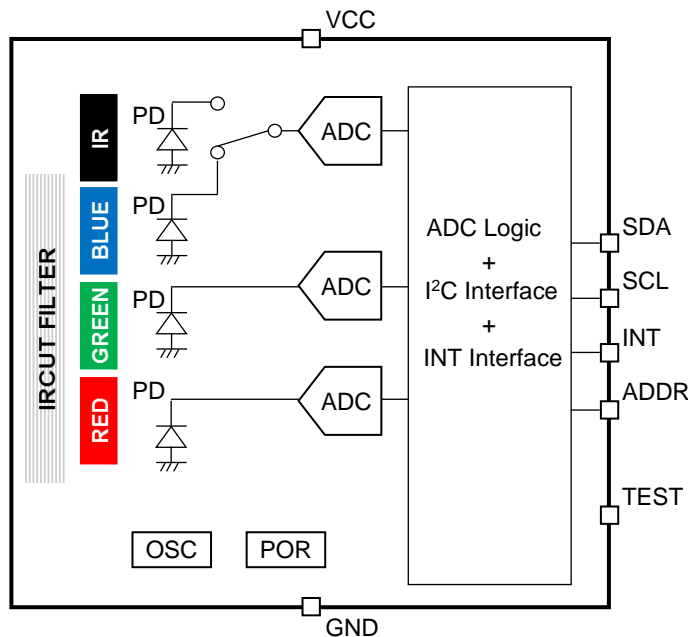 VCC
IR
PD
ADC
BLUE
PD
IRCUT FILTER
GREEN
PD
ADC
RED
PD
ADC
ADC Logic
+
I²C Interface
+
INT Interface
SDA
SCL
INT
ADDR
TEST
OSC
POR
GND